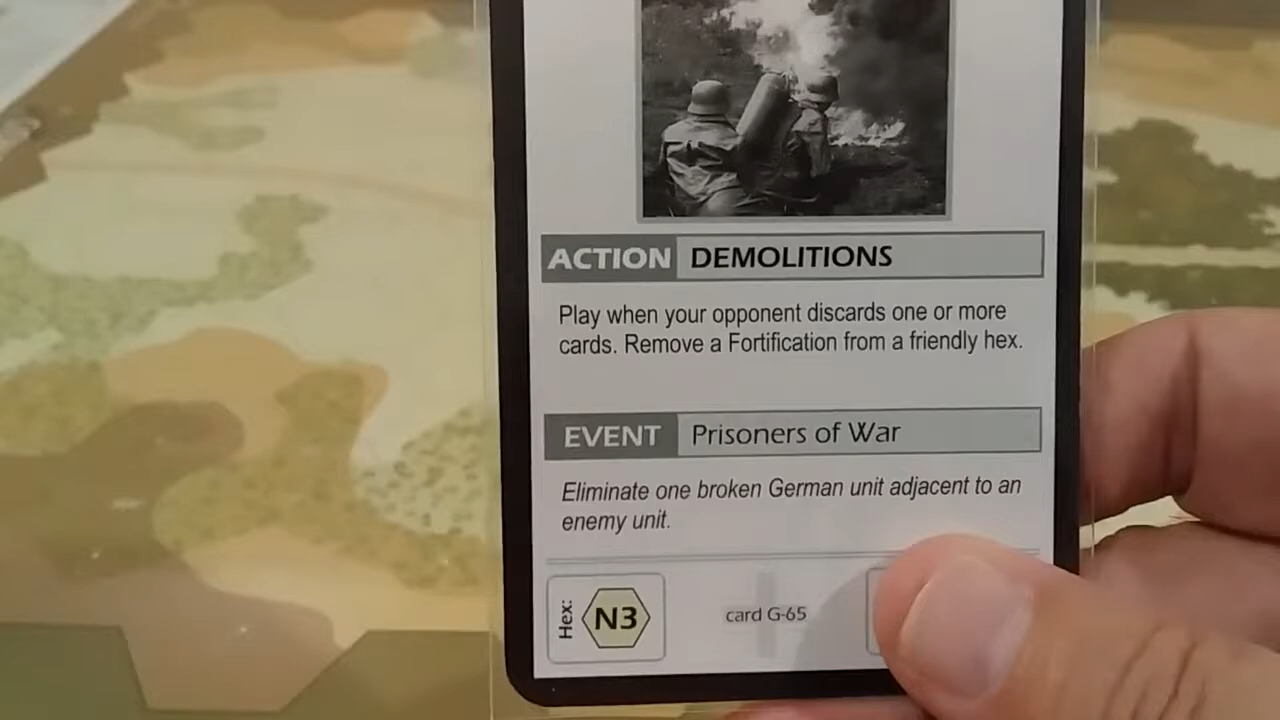 ACTION DEMOLITIONS
Play when your opponent discards one or more
cards. Remove a Fortification from a friendly hex.
EVENT Prisoners of War
Eliminate one broken German unit adjacent to an
enemy unit.
Hex: N3 card G-65